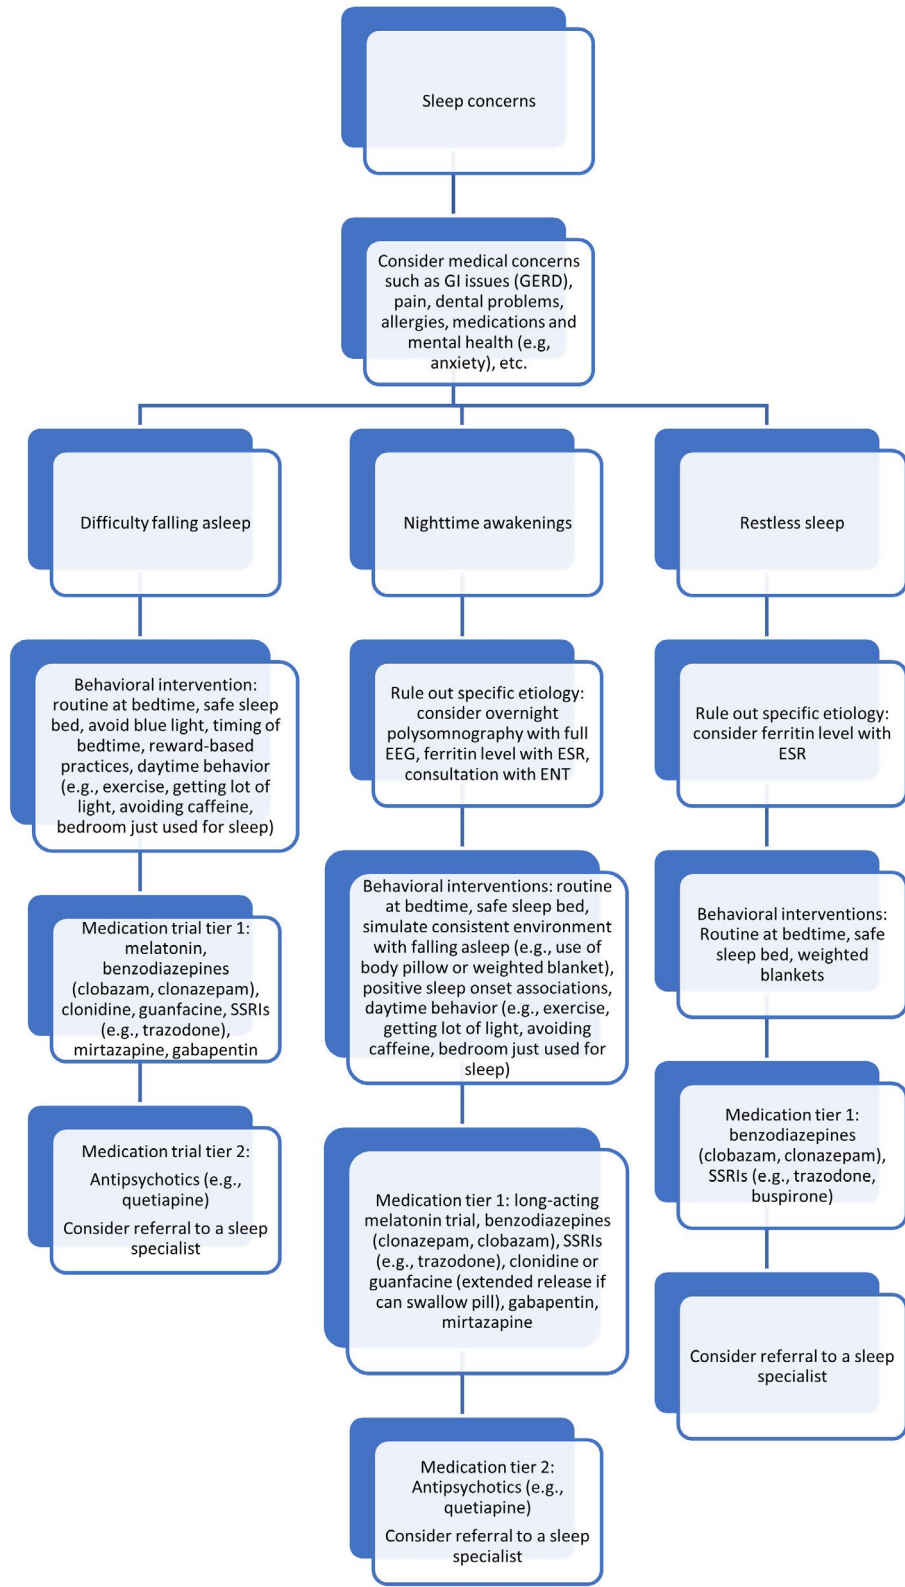 Sleep concerns
Consider medical concerns
such as GI issues (GERD),
pain, dental problems,
allergies, medications and
mental health (e.g,
anxiety), etc.
Difficulty falling asleep
Behavioral intervention:
routine at bedtime, safe sleep
bed, avoid blue light, timing of
bedtime, reward-based
practices, daytime behavior
(e.g., exercise, getting lot of
light, avoiding caffeine,
bedroom just used for sleep)
Medication trial tier 1:
melatonin,
benzodiazepines
(clobazam, clonazepam),
clonidine, guanfacine, SSRIs
(e.g., trazodone),
mirtazapine, gabapentin
Medication trial tier 2:
Antipsychotics (e.g.,
quetiapine)
Consider referral to a sleep
specialist
Nighttime awakenings
Rule out specific etiology:
consider overnight
polysomnography with full
EEG, ferritin level with ESR,
consultation with ENT
Behavioral interventions: routine
at bedtime, safe sleep bed,
simulate consistent environment
with falling asleep (e.g., use of
body pillow or weighted blanket),
positive sleep onset associations,
daytime behavior (e.g., exercise,
getting lot of light, avoiding
caffeine, bedroom just used for
sleep)
Medication tier 1: long-acting
melatonin trial, benzodiazepines
(clonazepam, clobazam), SSRIs
(e.g., trazodone), clonidine or
guanfacine (extended release if
can swallow pill), gabapentin,
mirtazapine
Medication tier 2:
Antipsychotics (e.g.,
quetiapine)
Consider referral to a sleep
specialist
Restless sleep
Rule out specific etiology:
consider ferritin level with
ESR
Behavioral interventions:
Routine at bedtime, safe
sleep bed, weighted
blankets
Medication tier 1:
benzodiazepines
(clobazam, clonazepam),
SSRIs (e.g., trazodone,
buspirone)
Consider referral to a sleep
specialist